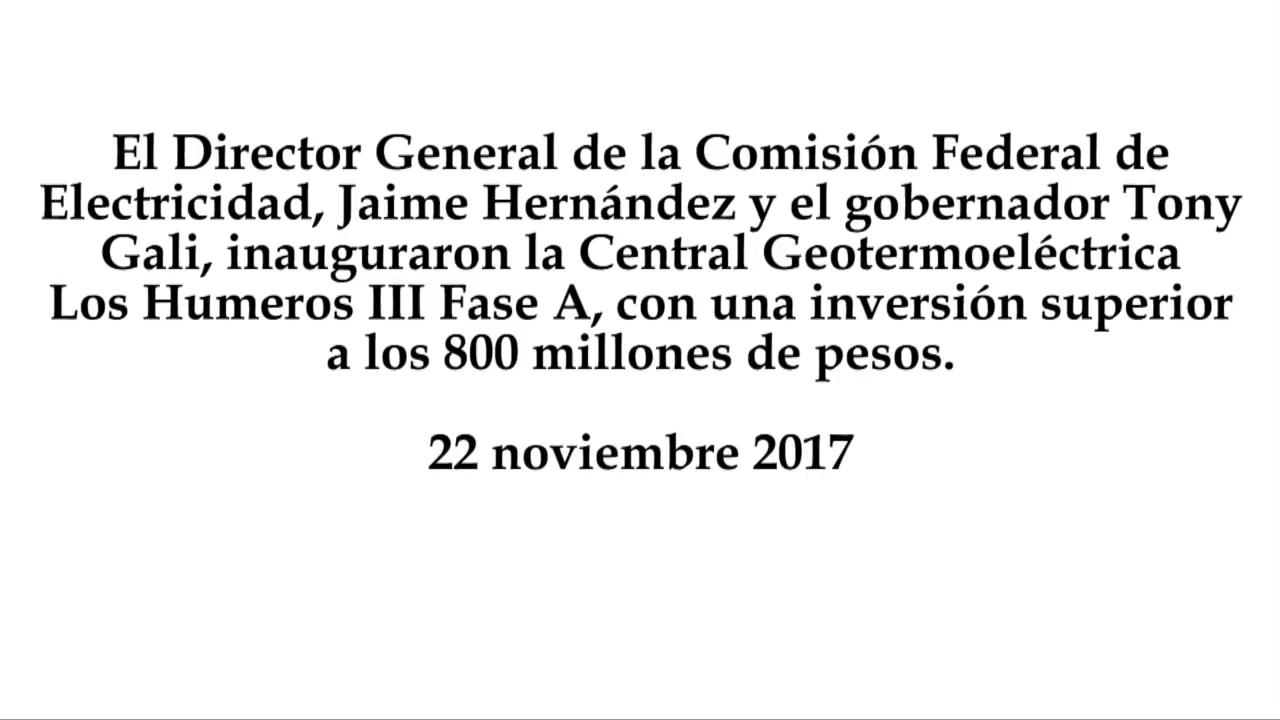 El Director General de la Comisión Federal de
Electricidad, Jaime Hernández y el gobernador Tony
Gali, inauguraron la Central Geotermoeléctrica
Los Humeros III Fase A, con una inversión superior
a los 800 millones de pesos.
22 noviembre 2017